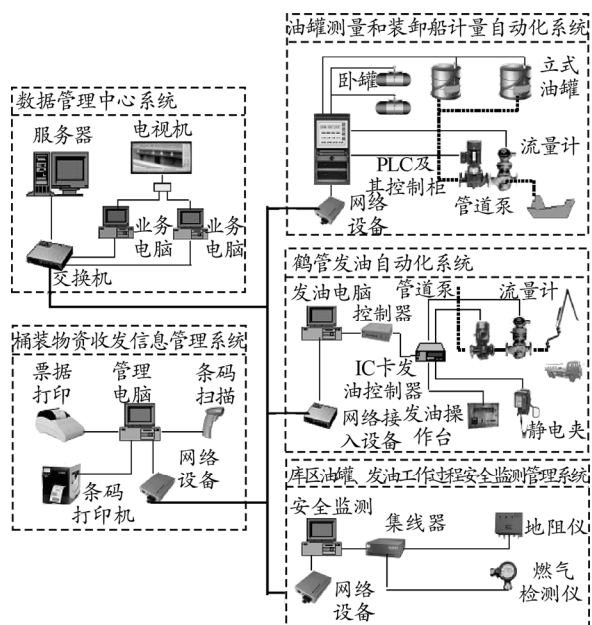 数据管理中心系统
服务器
电视机
业务
电脑
业务
电脑
交换机
桶装物资收发信息管理系统
票据
打印
管理
电脑
条码
扫描
网络
设备
条码
打印机
油罐测量和装卸船计量自动化系统
卧罐
立式
油罐
PLC及
其控制柜
流量计
管道泵
网络
设备
鹤管发油自动化系统
发油电脑
控制器
管道泵
流量计
IC卡发
油控制器
网络接
入设备
发油操
作台
静电夹
库区油罐、发油工作过程安全监测管理系统
安全监测
集线器
地阻仪
网络
设备
燃气
检测仪